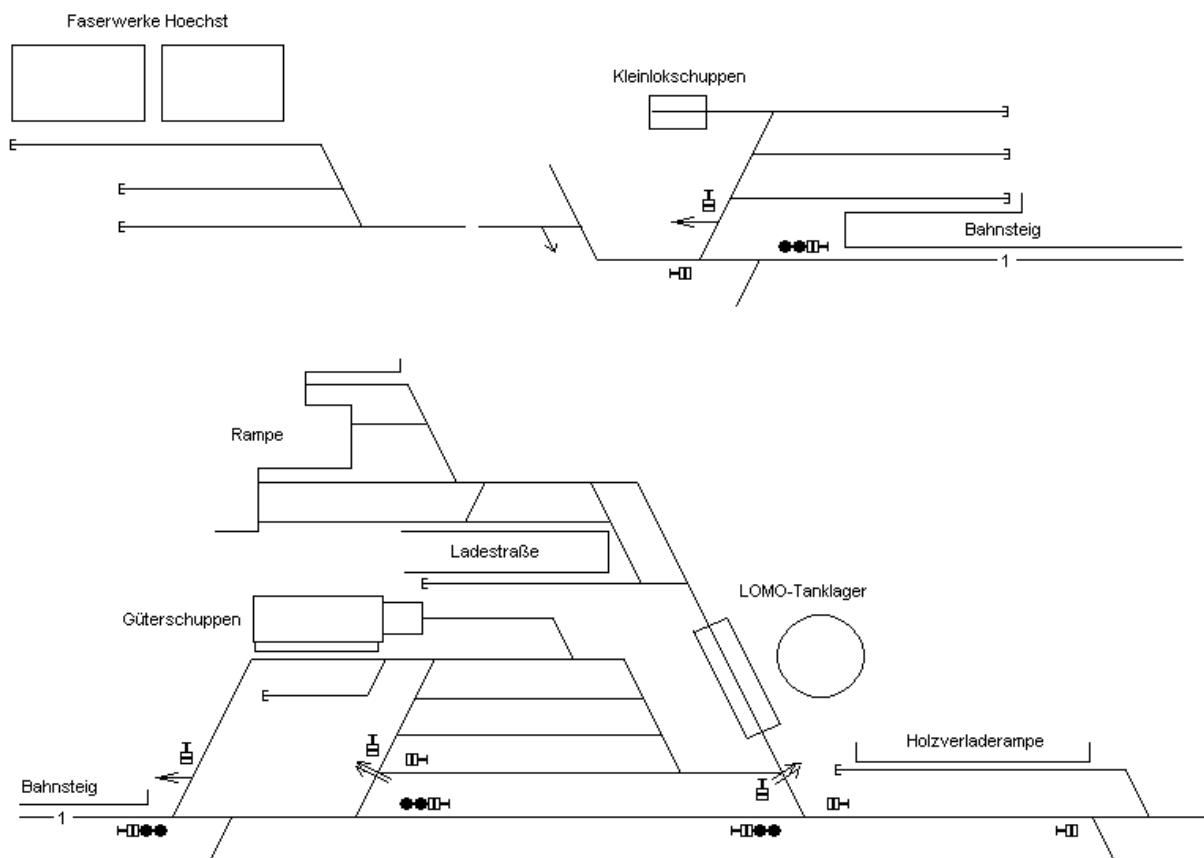 Faserwerke Hoechst
Kleinlokschuppen
Bahnsteig
1
Rampe
Ladestraße
LOMO-Tanklager
Güterschuppen
Holzverladerampe
Bahnsteig
1